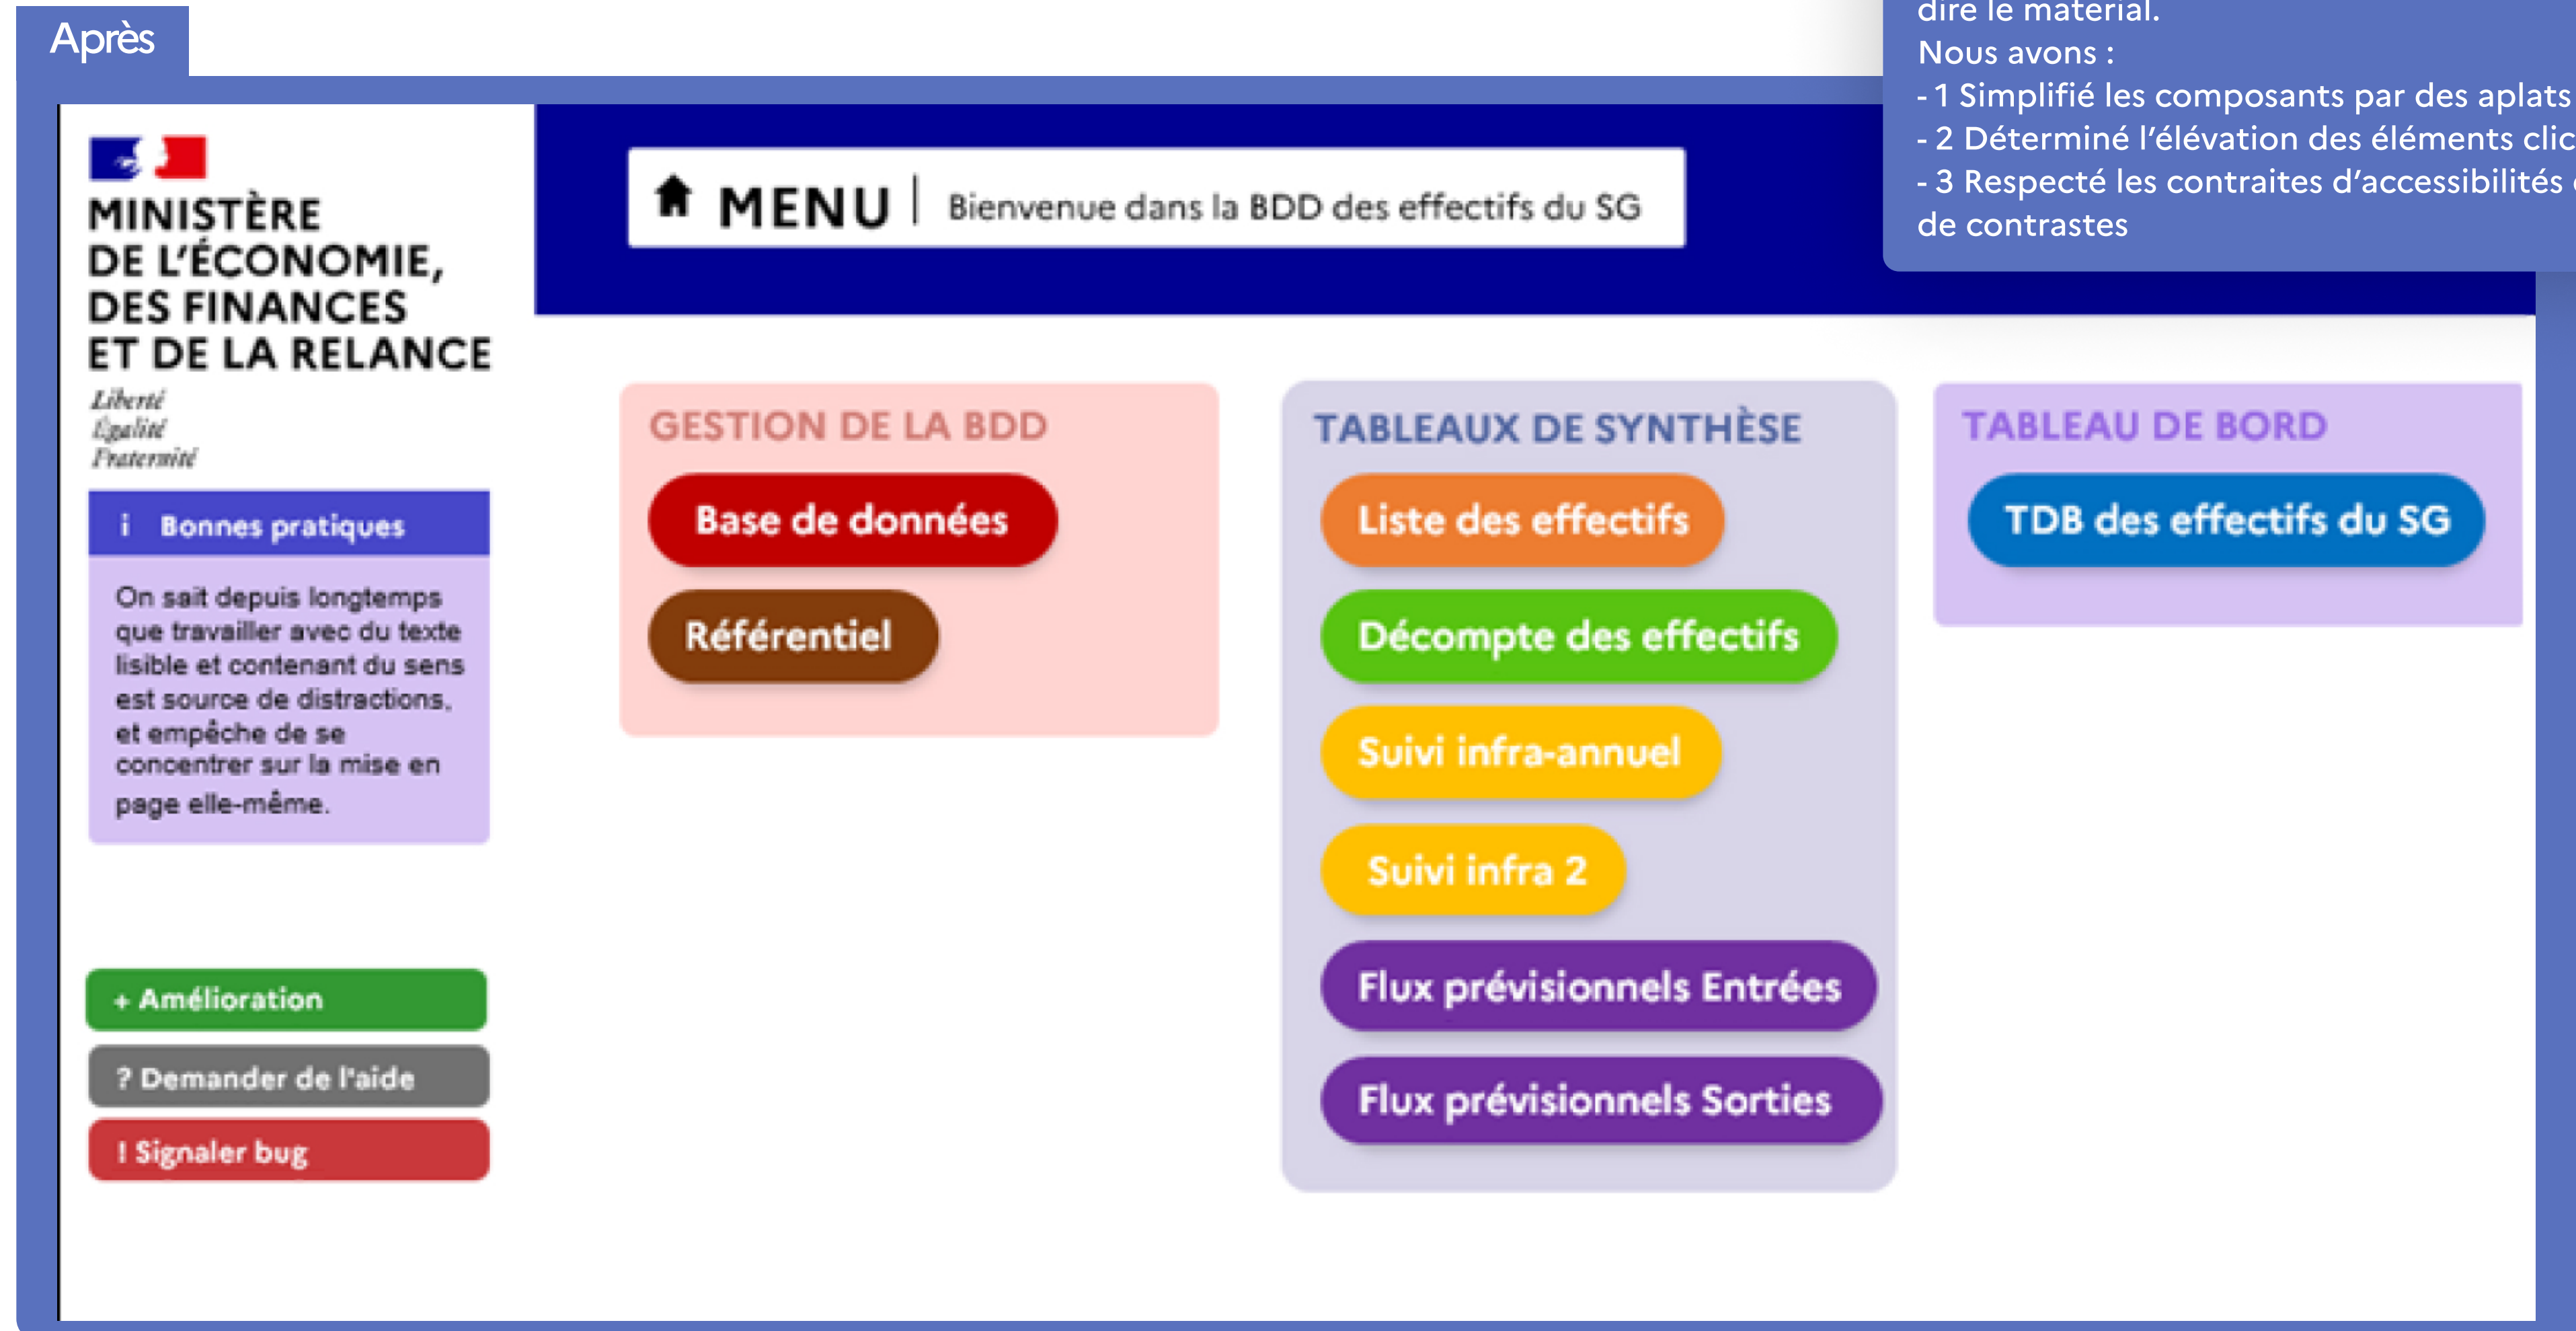 Après
dire le material.
Nous avons :
- 1 Simplifié les composants par des aplats
- 2 Déterminé l'élévation des éléments
- 3 Respecté les contraites d'accessibilités
de contrastes
MINISTÈRE
DE L'ÉCONOMIE,
DES FINANCES
ET DE LA RELANCE
Liberté
Égalité
Fraternité
MENU | Bienvenue dans la BDD des effectifs du SG
i Bonnes pratiques
On sait depuis longtemps
que travailler avec du texte
lisible et contenant du sens
est source de distractions,
et empêche de se
concentrer sur la mise en
page elle-même.
+ Amélioration
? Demander de l'aide
! Signaler bug
GESTION DE LA BDD
Base de données
Référentiel
TABLEAUX DE SYNTHÈSE
Liste des effectifs
Décompte des effectifs
Suivi infra-annuel
Suivi infra 2
Flux prévisionnels Entrées
Flux prévisionnels Sorties
TABLEAU DE BORD
TDB des effectifs du SG